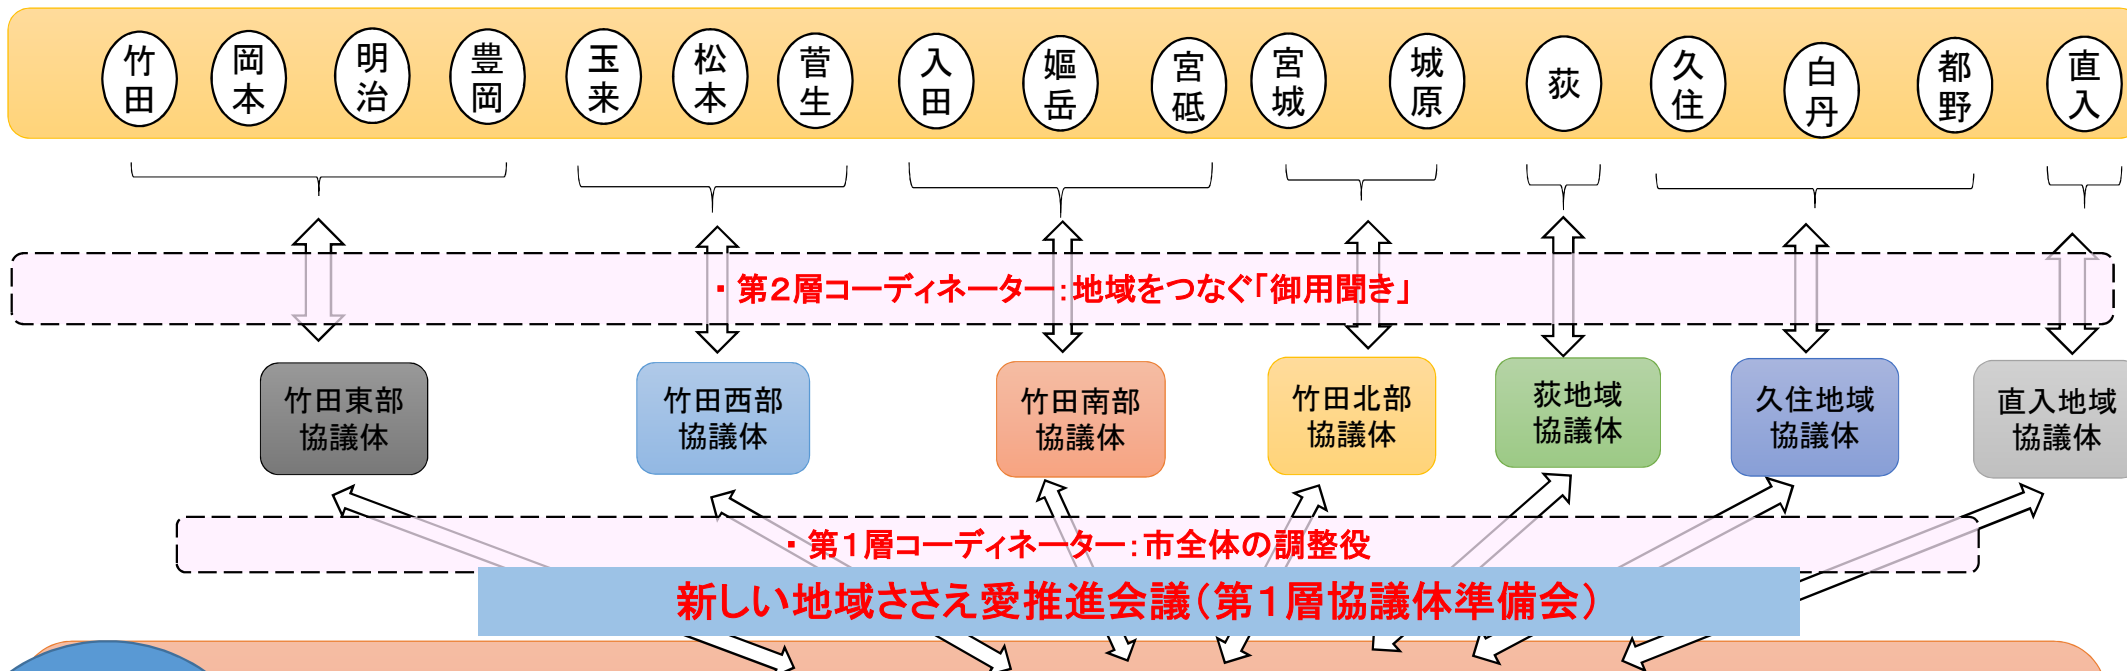 竹田
岡本
明治
豊岡
玉来
松本
菅生
入田
嫗岳
宮砥
宮城
城原
荻
久住
白丹
都野
直入
・第２層コーディネーター：地域をつなぐ「御用聞き」
竹田東部
協議体
竹田西部
協議体
竹田南部
協議体
竹田北部
協議体
荻地域
協議体
久住地域
協議体
直入地域
協議体
・第１層コーディネーター：市全体の調整役
新しい地域ささえ愛推進会議（第１層協議体準備会）